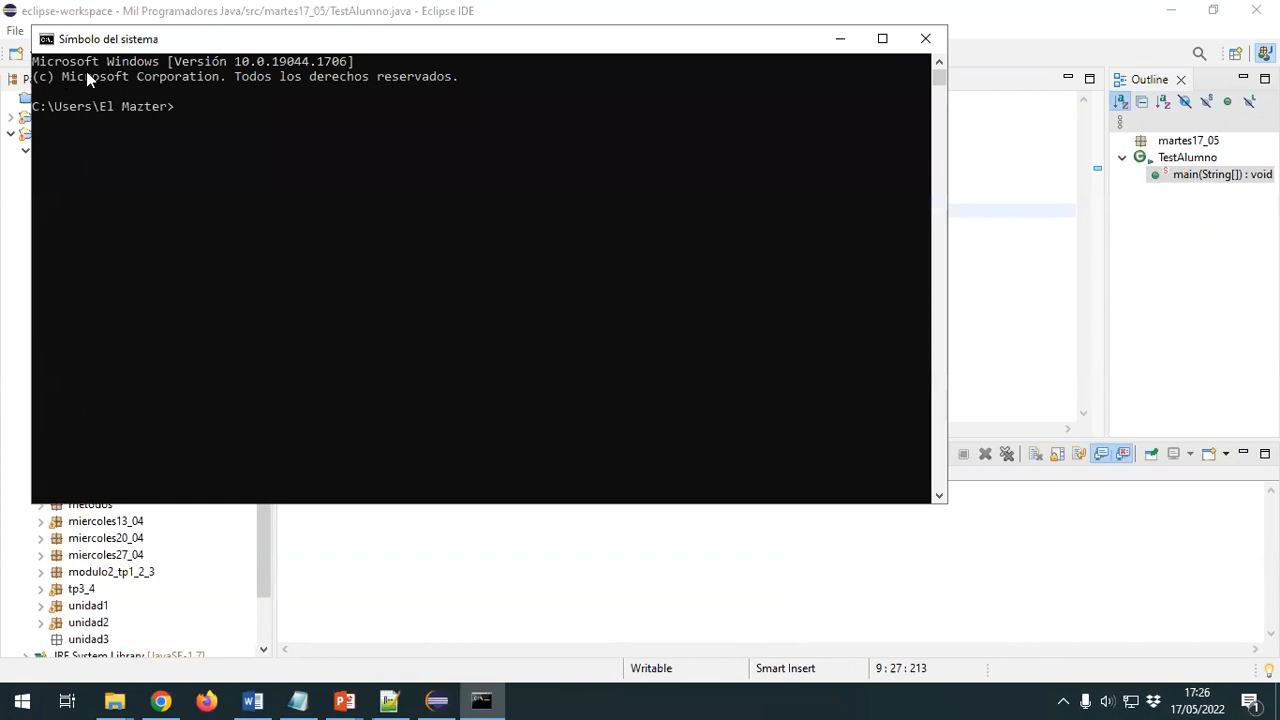 eclipse-workspace - Mil Programadores Java/src/martes17_05/TestAlumno.java - Eclipse IDE
File
Símbolo del sistema
Microsoft Windows [Versión 10.0.19044.1706]
(c) Microsoft Corporation. Todos los derechos reservados.
C:\Users\El Mazter>
Outline
martes17_05
TestAlumno
main(String[]) : void
miercoles13_04
miercoles20_04
miercoles27_04
modulo2_tp1_2_3
tp3_4
unidad1
unidad2
unidad3
JRE System Library [JavaSE-1.7]
Writable
Smart Insert
9 : 27 : 213
17:26
17/05/2022